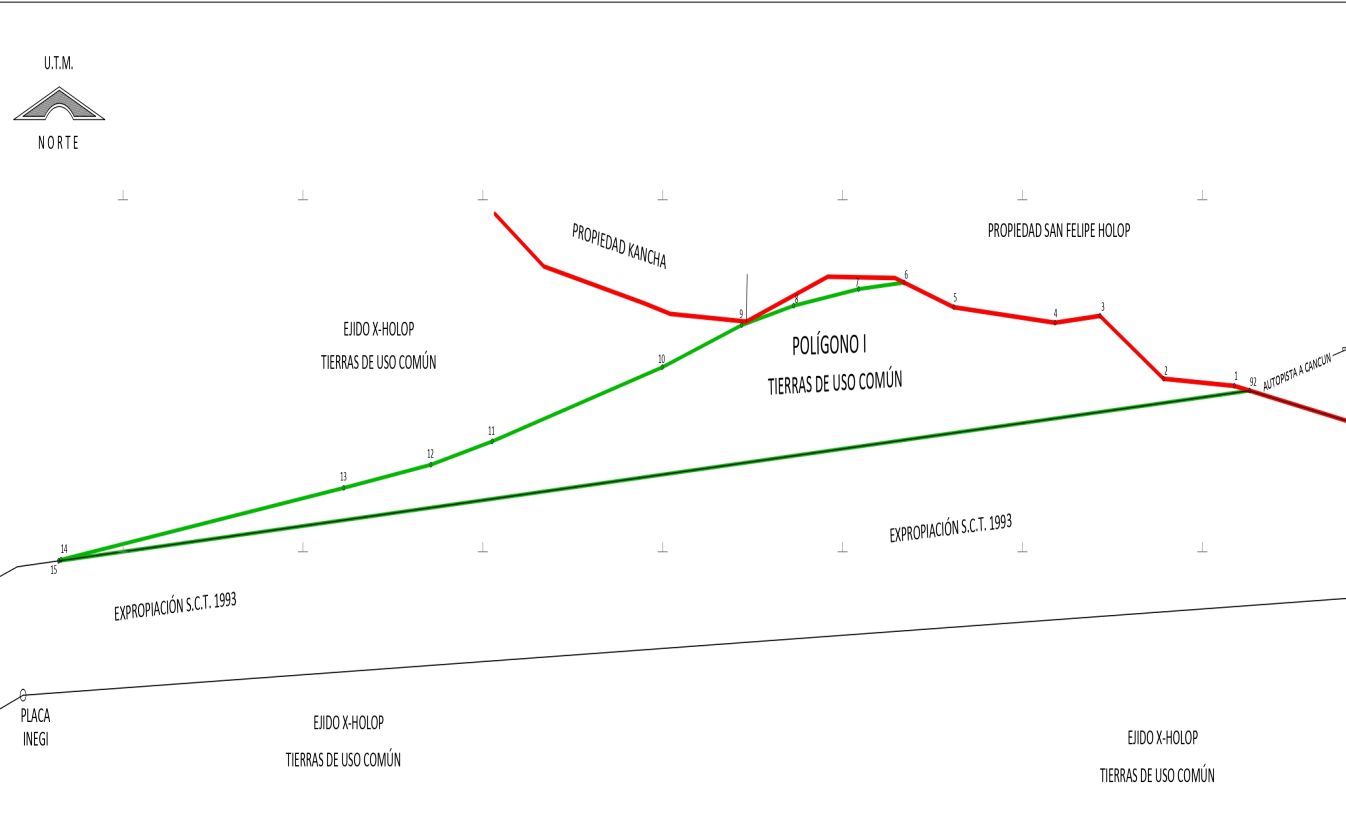 U.T.M.
NORTE
PROPIEDAD KANCHA
PROPIEDAD SAN FELIPE HOLOP
6
7
8
5
9
4
3
EJIDO X-HOLOP
TIERRAS DE USO COMÚN
POLÍGONO I
TIERRAS DE USO COMÚN
10
2
1
92
AUTOPISTA A CANCUN
11
12
13
14
15
EXPROPIACIÓN S.C.T. 1993
EXPROPIACIÓN S.C.T. 1993
PLACA
INEGI
EJIDO X-HOLOP
TIERRAS DE USO COMÚN
EJIDO X-HOLOP
TIERRAS DE USO COMÚN